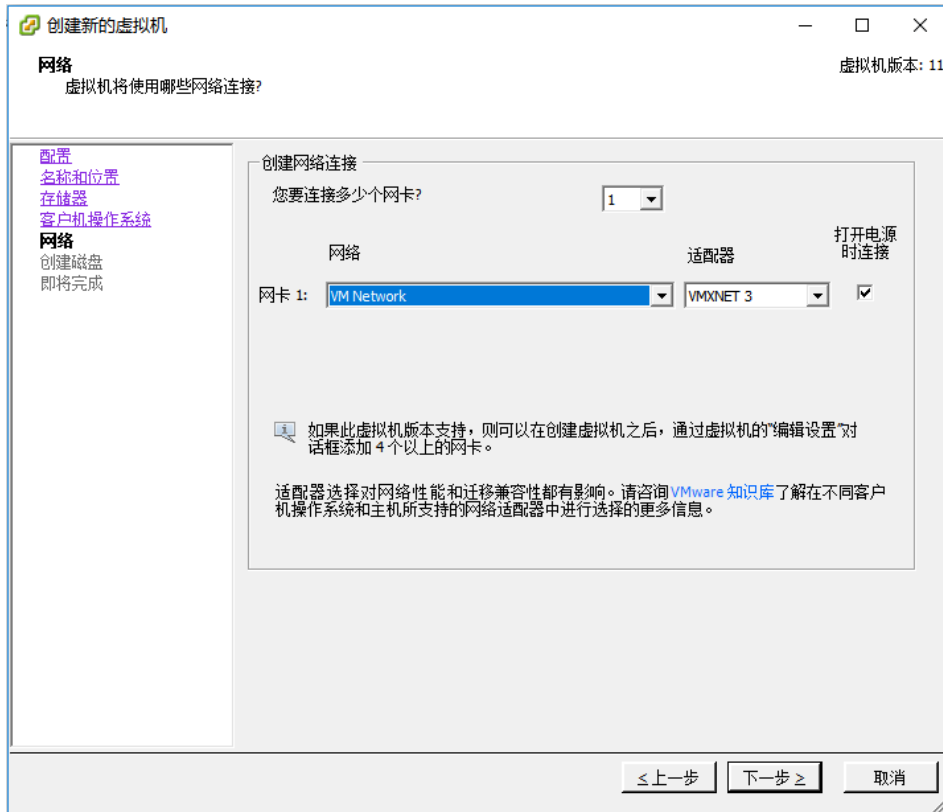 创建新的虚拟机
网络
虚拟机将使用哪些网络连接?
虚拟机版本: 11
配置
名称和位置
存储器
客户机操作系统
网络
创建磁盘
即将完成
创建网络连接
您要连接多少个网卡?
1
网络
适配器
打开电源
时连接
网卡 1:
VM Network
VMXNET 3
如果此虚拟机版本支持，则可以在创建虚拟机之后，通过虚拟机的"编辑设置"对
话框添加 4 个以上的网卡。
适配器选择对网络性能和迁移兼容性都有影响。请咨询VMware 知识库了解在不同客户
机操作系统和主机所支持的网络适配器中进行选择的更多信息。
≤上一步
下一步 ≥
取消